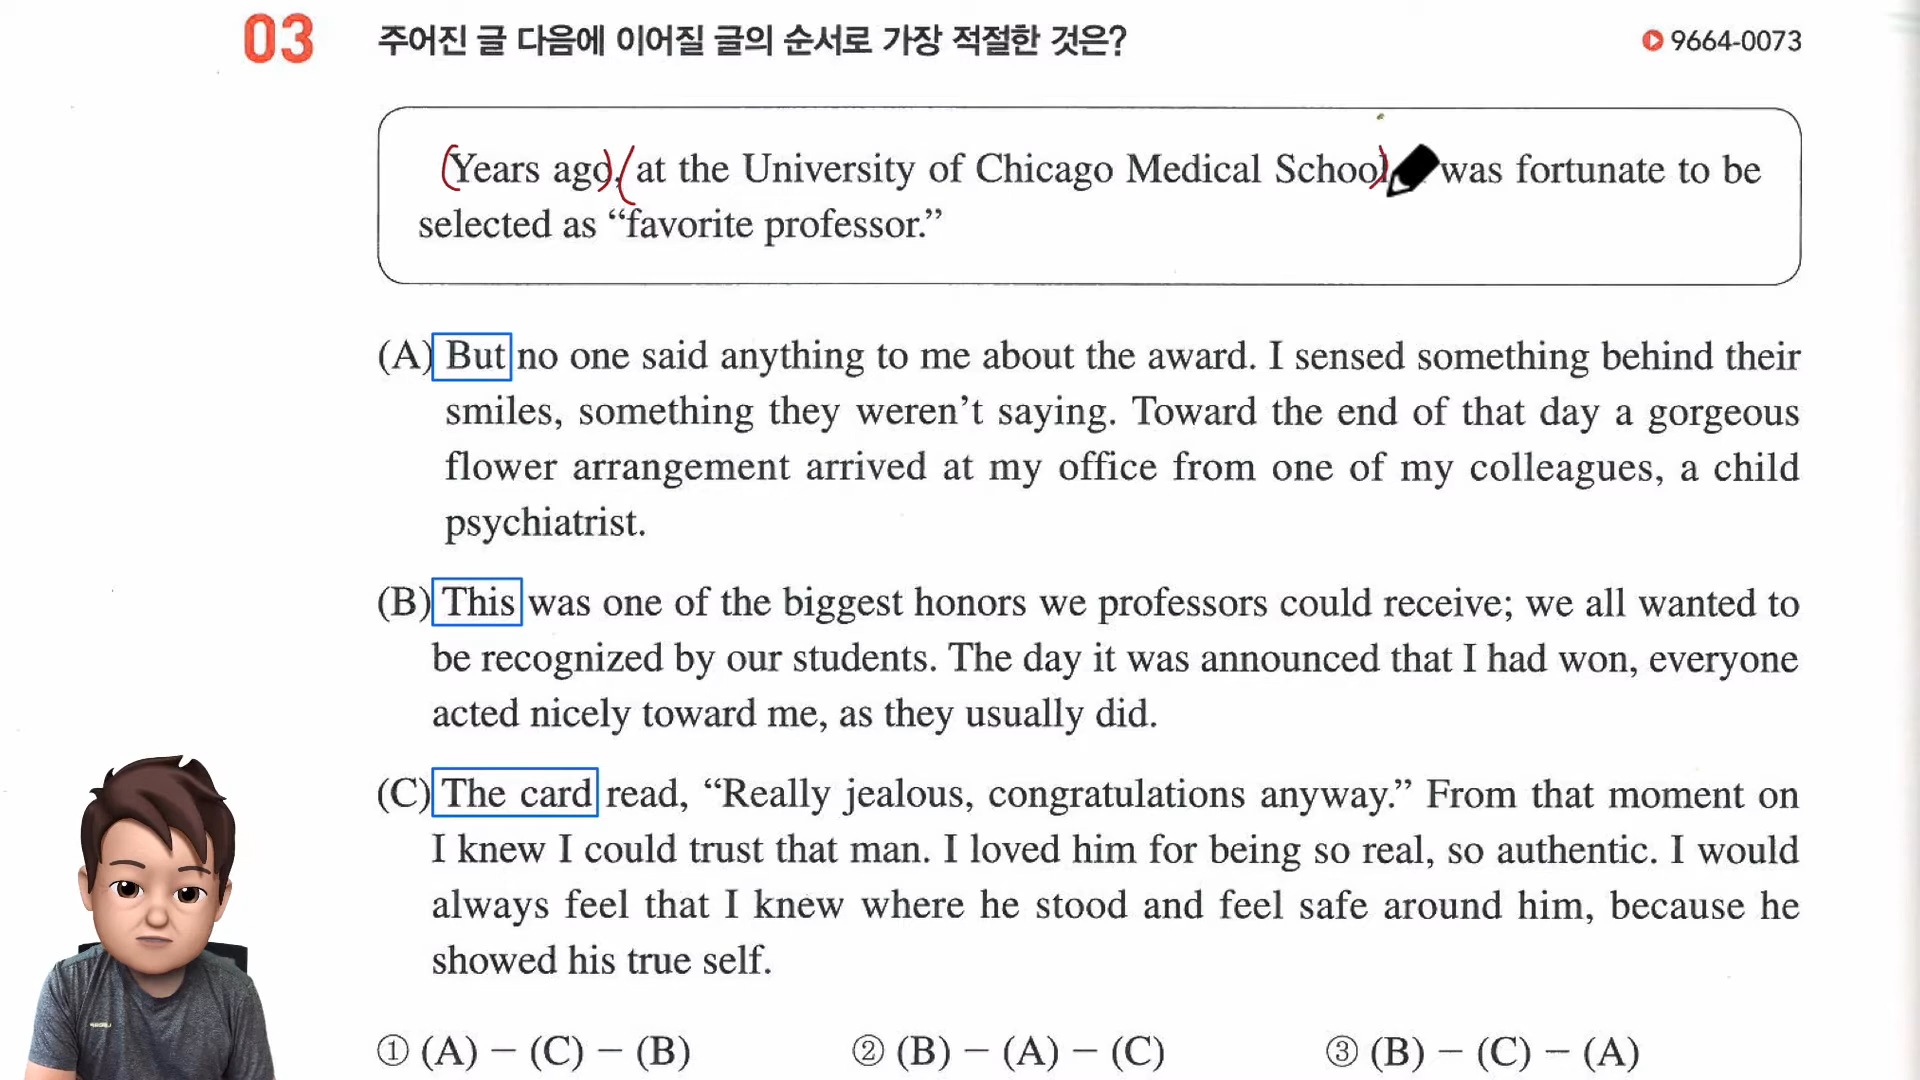 03 주어진 글 다음에 이어질 글의 순서로 가장 적절한 것은? 9664-0073
Years ago, at the University of Chicago Medical School was fortunate to be
selected as “favorite professor.”
(A) But no one said anything to me about the award. I sensed something behind their
smiles, something they weren’t saying. Toward the end of that day a gorgeous
flower arrangement arrived at my office from one of my colleagues, a child
psychiatrist.
(B) This was one of the biggest honors we professors could receive; we all wanted to
be recognized by our students. The day it was announced that I had won, everyone
acted nicely toward me, as they usually did.
(C) The card read, “Really jealous, congratulations anyway.” From that moment on
I knew I could trust that man. I loved him for being so real, so authentic. I would
always feel that I knew where he stood and feel safe around him, because he
showed his true self.
① (A) − (C) − (B) ② (B) − (A) − (C) ③ (B) − (C) − (A)